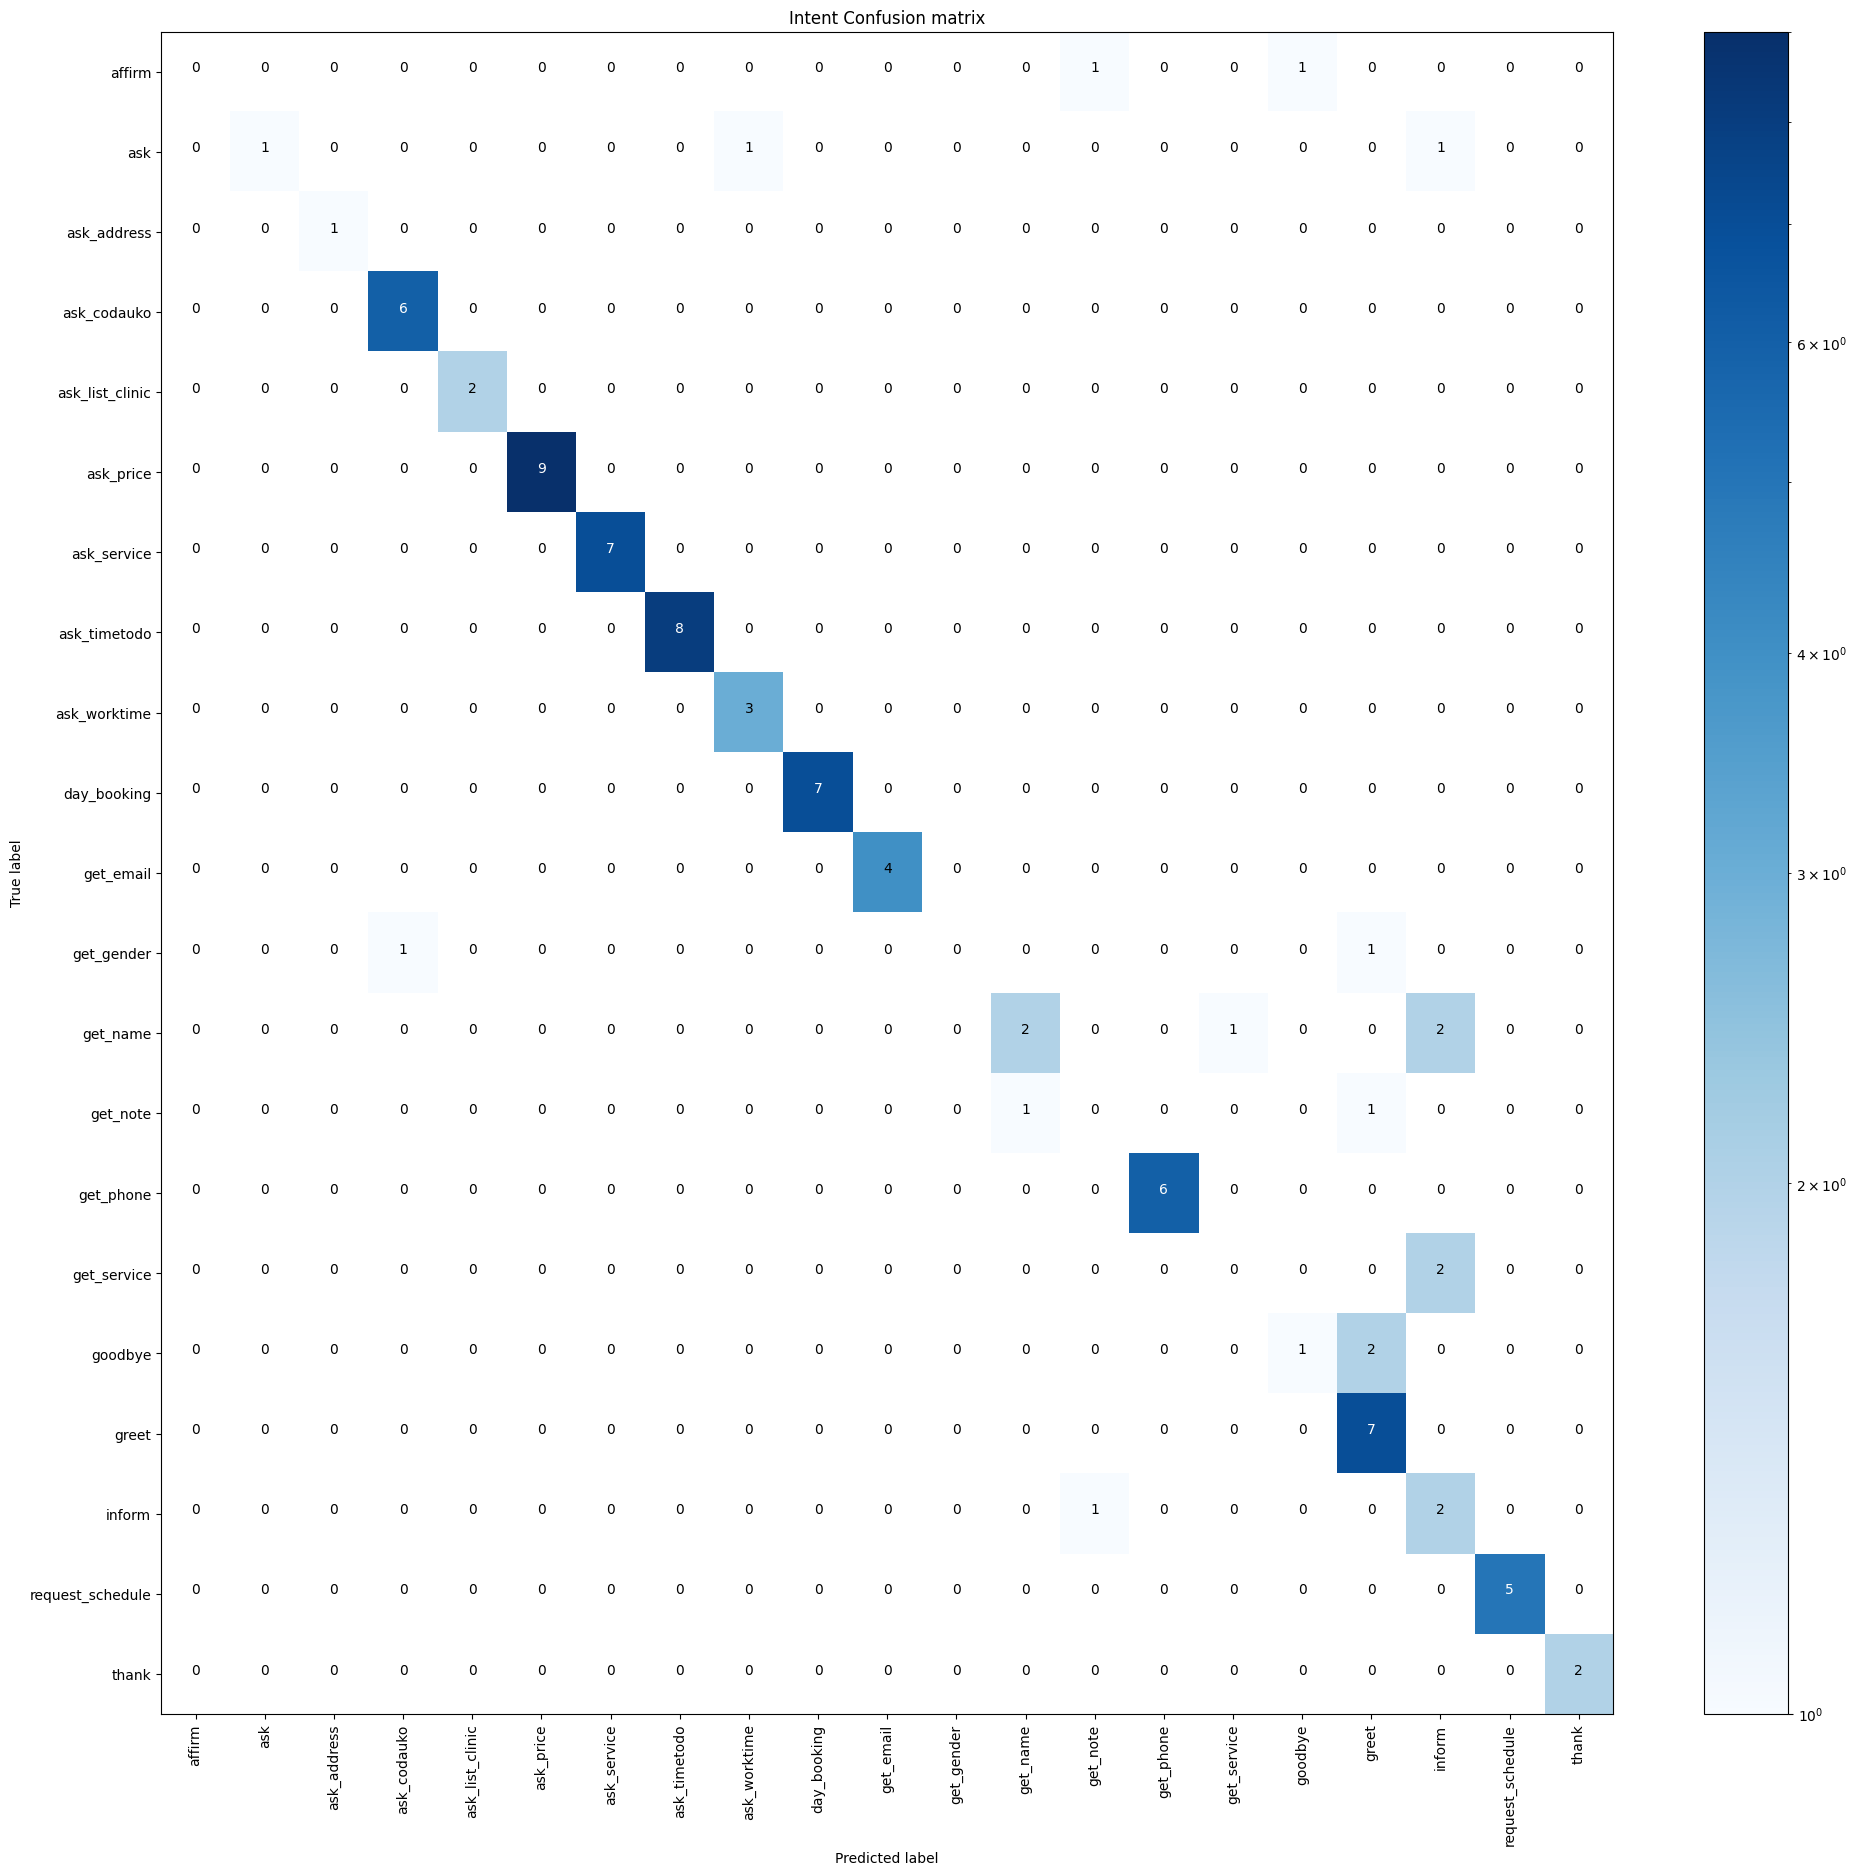 Intent Confusion matrix
affirm 0 0 0 0 0 0 0 0 0 0 0 0 0 1 0 0 1 0 0 0 0
ask 0 1 0 0 0 0 0 0 1 0 0 0 0 0 0 0 0 0 1 0 0
ask_address 0 0 1 0 0 0 0 0 0 0 0 0 0 0 0 0 0 0 0 0 0
ask_codauko 0 0 0 6 0 0 0 0 0 0 0 0 0 0 0 0 0 0 0 0 0
6 × 10⁰
ask_list_clinic 0 0 0 0 2 0 0 0 0 0 0 0 0 0 0 0 0 0 0 0 0
ask_price 0 0 0 0 0 9 0 0 0 0 0 0 0 0 0 0 0 0 0 0 0
ask_service 0 0 0 0 0 0 7 0 0 0 0 0 0 0 0 0 0 0 0 0 0
ask_timetodo 0 0 0 0 0 0 0 8 0 0 0 0 0 0 0 0 0 0 0 0 0
4 × 10⁰
ask_worktime 0 0 0 0 0 0 0 0 3 0 0 0 0 0 0 0 0 0 0 0 0
day_booking 0 0 0 0 0 0 0 0 0 7 0 0 0 0 0 0 0 0 0 0 0
True label
get_email 0 0 0 0 0 0 0 0 0 0 4 0 0 0 0 0 0 0 0 0 0
3 × 10⁰
get_gender 0 0 0 1 0 0 0 0 0 0 0 0 0 0 0 0 0 1 0 0 0
get_name 0 0 0 0 0 0 0 0 0 0 0 0 2 0 0 1 0 0 2 0 0
get_note 0 0 0 0 0 0 0 0 0 0 0 0 1 0 0 0 0 1 0 0 0
get_phone 0 0 0 0 0 0 0 0 0 0 0 0 0 0 6 0 0 0 0 0 0
2 × 10⁰
get_service 0 0 0 0 0 0 0 0 0 0 0 0 0 0 0 0 0 0 2 0 0
goodbye 0 0 0 0 0 0 0 0 0 0 0 0 0 0 0 0 1 2 0 0 0
greet 0 0 0 0 0 0 0 0 0 0 0 0 0 0 0 0 0 7 0 0 0
inform 0 0 0 0 0 0 0 0 0 0 0 0 0 1 0 0 0 0 2 0 0
request_schedule 0 0 0 0 0 0 0 0 0 0 0 0 0 0 0 0 0 0 0 5 0
thank 0 0 0 0 0 0 0 0 0 0 0 0 0 0 0 0 0 0 0 0 2
10⁰
affirm
ask
ask_address
ask_codauko
ask_list_clinic
ask_price
ask_service
ask_timetodo
ask_worktime
day_booking
get_email
get_gender
get_name
get_note
get_phone
get_service
goodbye
greet
inform
request_schedule
thank
Predicted label